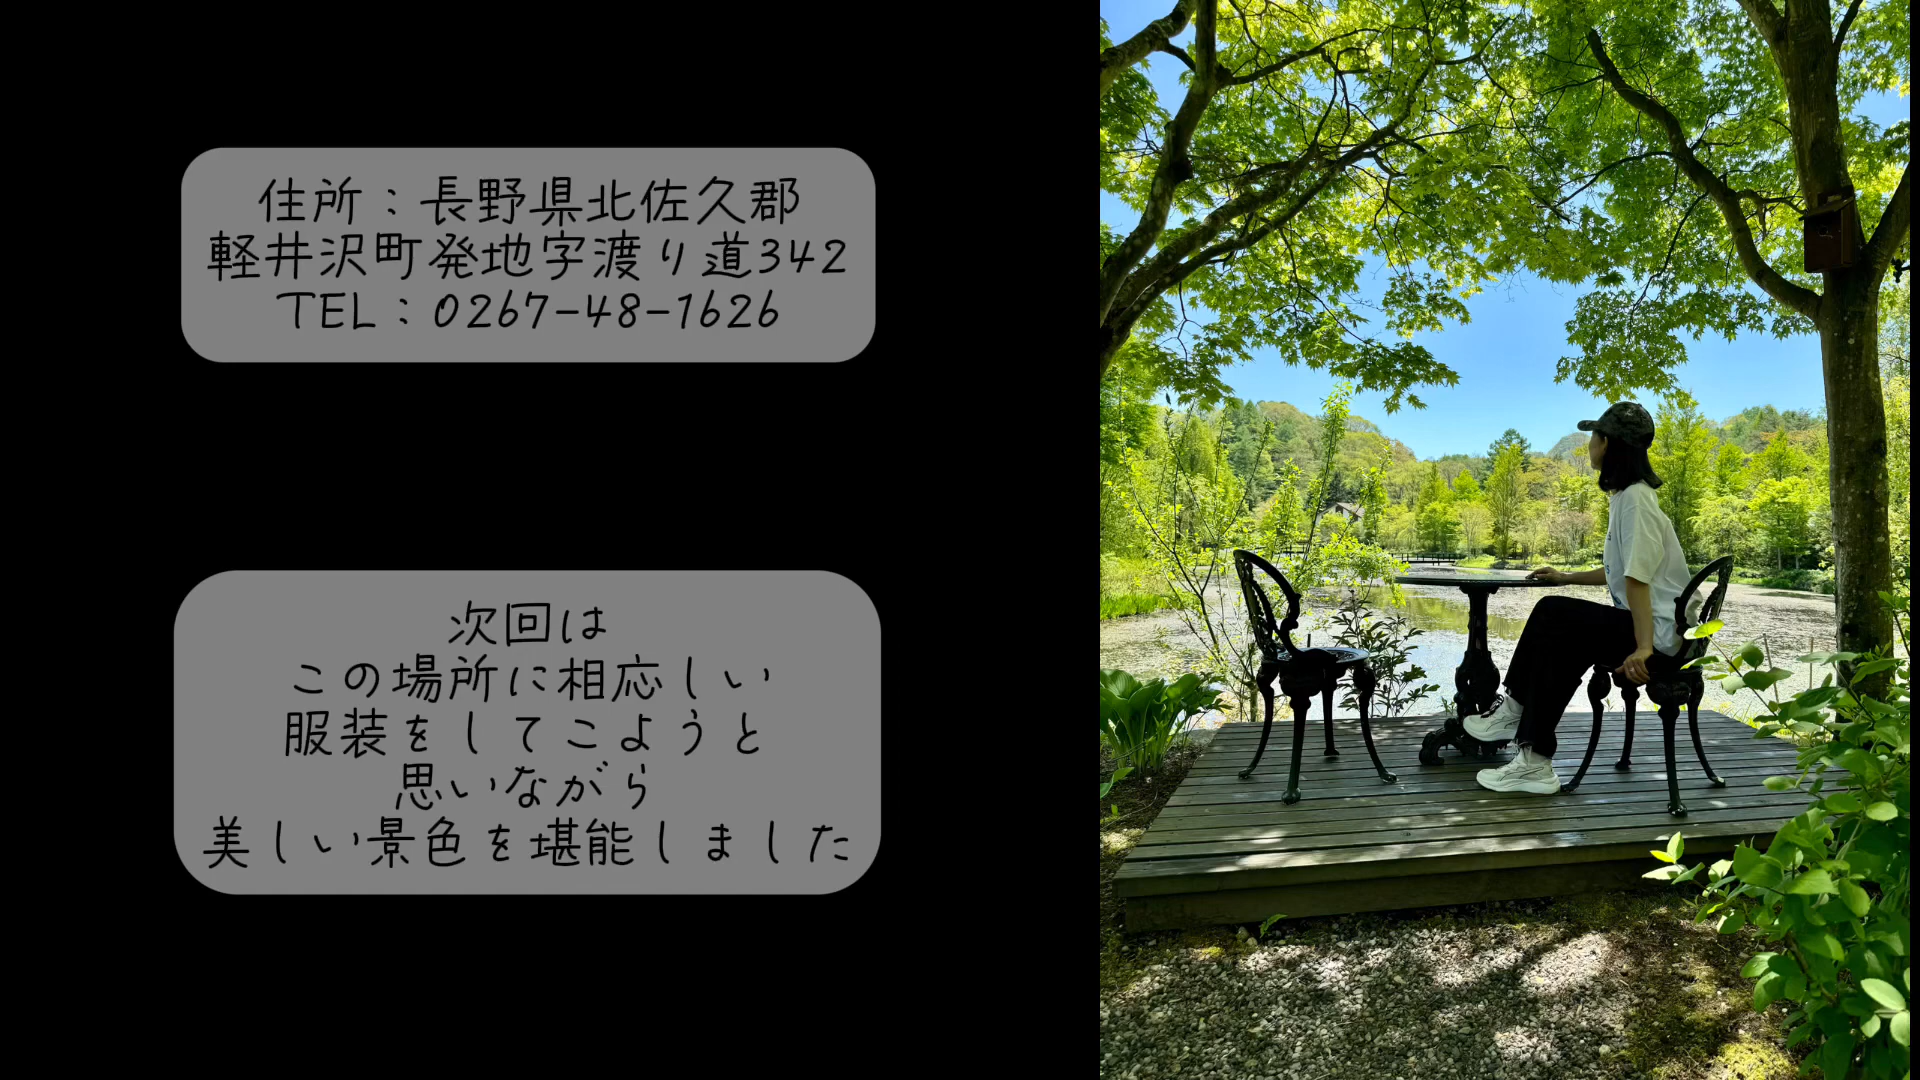 住所：長野県北佐久郡
軽井沢町発地字渡り道342
TEL：0267-48-1626
次回は
この場所に相応しい
服装をしてこようと
思いながら
美しい景色を堪能しました